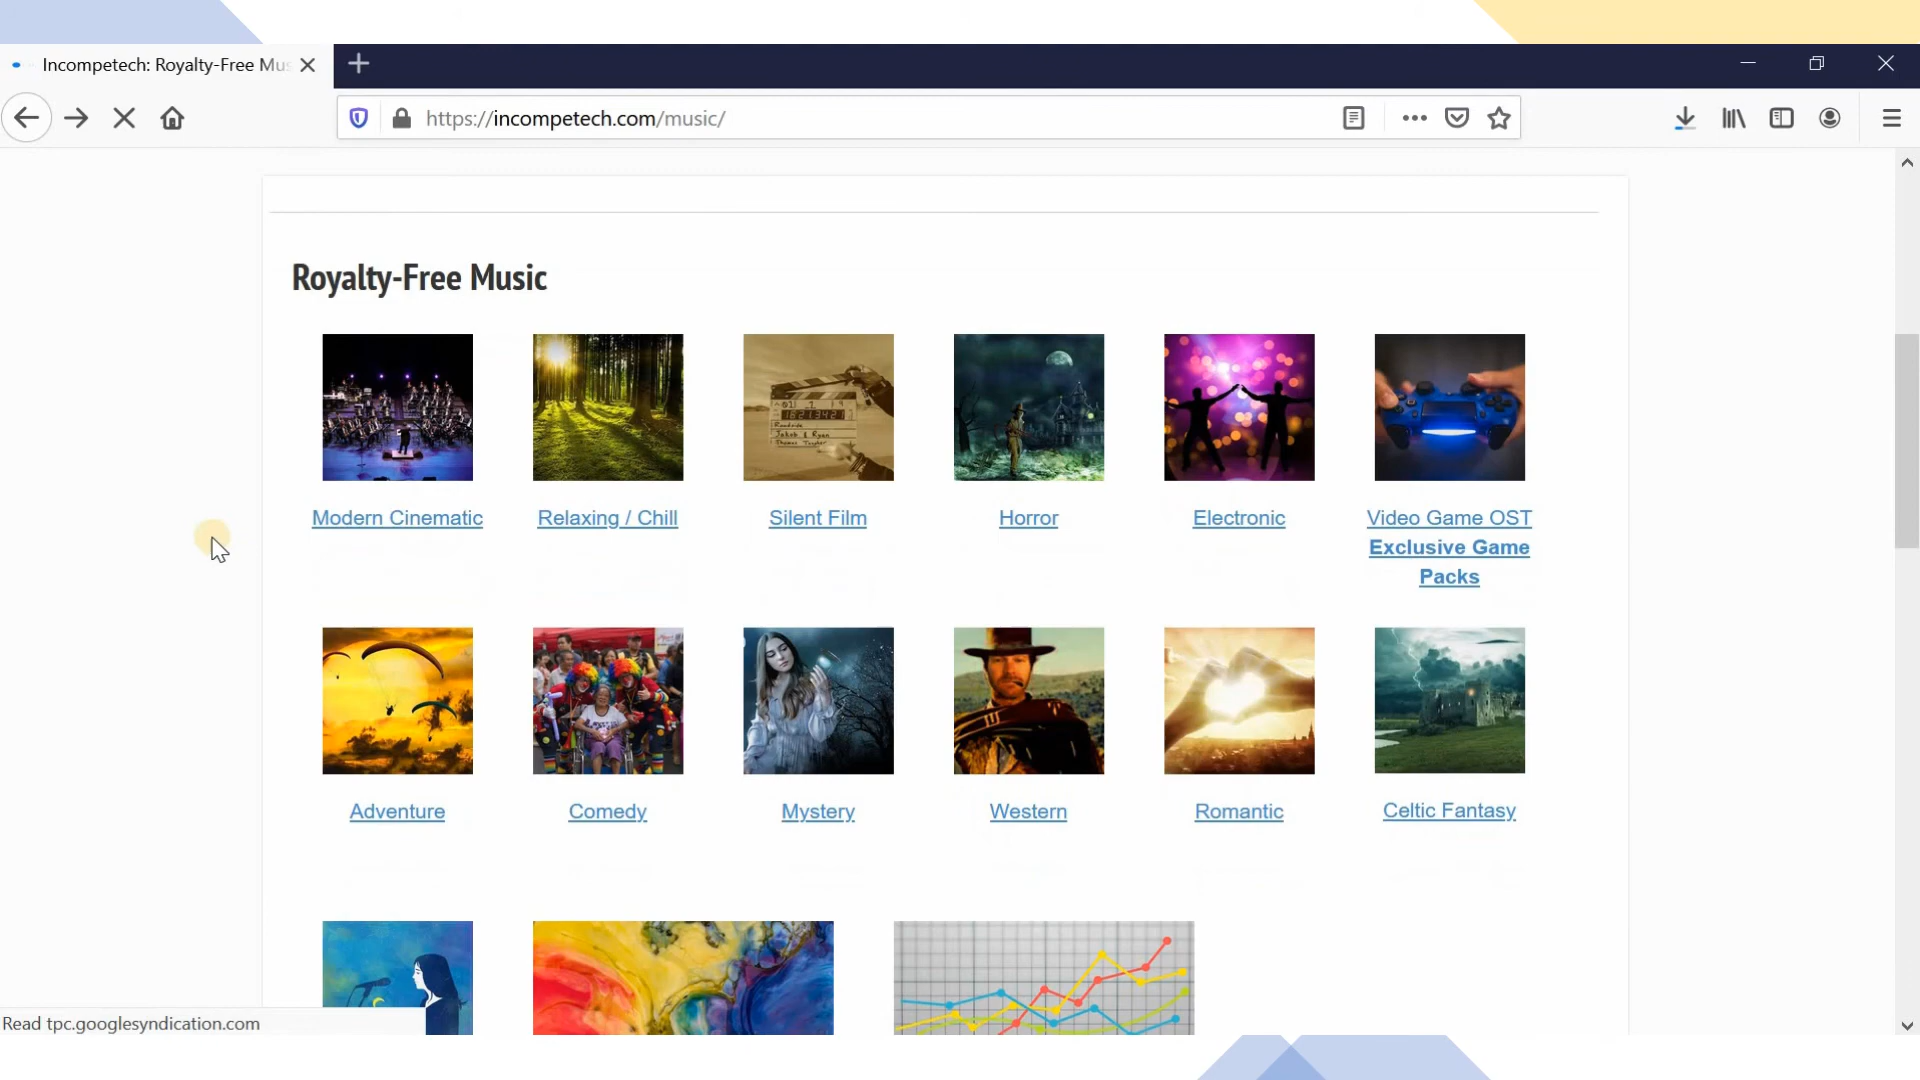 Incompetech: Royalty-Free Mus
https://incompetech.com/music/
Royalty-Free Music
Modern Cinematic
Relaxing / Chill
Silent Film
Horror
Electronic
Video Game OST
Exclusive Game
Packs
Adventure
Comedy
Mystery
Western
Romantic
Celtic Fantasy
Read tpc.googlesyndication.com